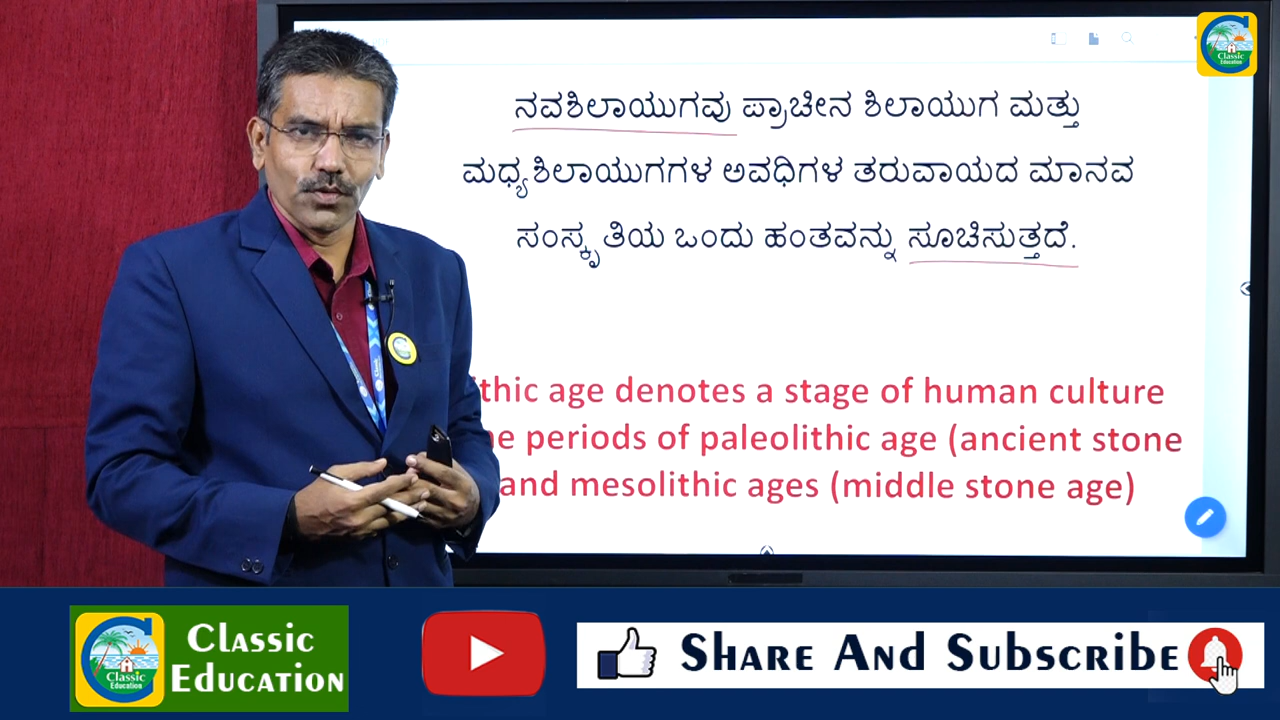 ನವಶಿಲಾಯುಗವು ಪ್ರಾಚೀನ ಶಿಲಾಯುಗ ಮತ್ತು
ಮಧ್ಯಶಿಲಾಯುಗಗಳ ಅವಧಿಗಳ ತರುವಾಯದ ಮಾನವ
ಸಂಸ್ಕೃತಿಯ ಒಂದು ಹಂತವನ್ನು ಸೂಚಿಸುತ್ತದೆ.
age denotes a stage of human culture
periods of paleolithic age (ancient stone
and mesolithic ages (middle stone age)
Classic
Education
Classic
Education
Classic
Education
Share And Subscribe